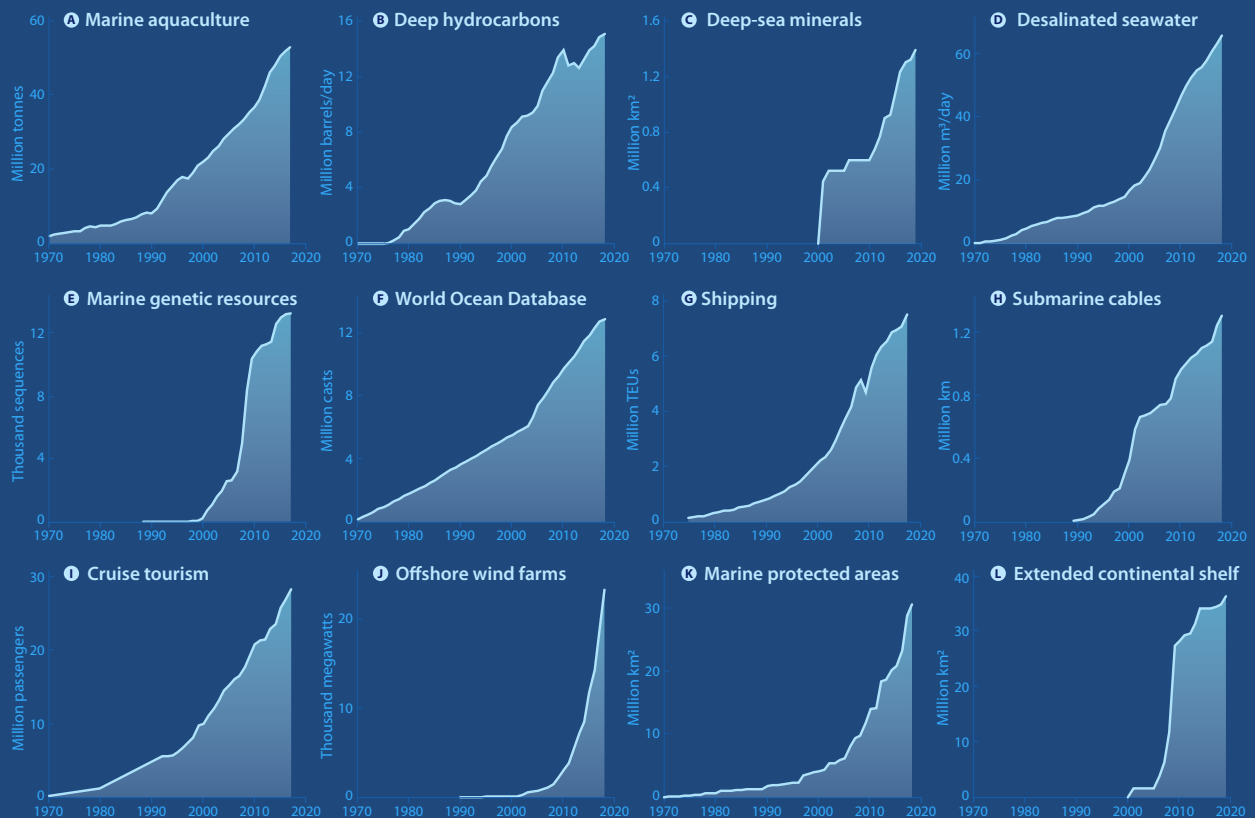 A Marine aquaculture
60
40
20
0
Million tonnes
1970 1980 1990 2000 2010 2020
B Deep hydrocarbons
16
12
8
4
0
Million barrels/day
1970 1980 1990 2000 2010 2020
C Deep-sea minerals
1.6
1.2
0.8
0.4
0
Million km²
1970 1980 1990 2000 2010 2020
D Desalinated seawater
60
40
20
0
Million m³/day
1970 1980 1990 2000 2010 2020
E Marine genetic resources
12
8
4
0
Thousand sequences
1970 1980 1990 2000 2010 2020
F World Ocean Database
12
8
4
0
Million casts
1970 1980 1990 2000 2010 2020
G Shipping
8
6
4
2
0
Million TEUs
1970 1980 1990 2000 2010 2020
H Submarine cables
1.2
0.8
0.4
0
Million km
1970 1980 1990 2000 2010 2020
I Cruise tourism
30
20
10
0
Million passengers
1970 1980 1990 2000 2010 2020
J Offshore wind farms
20
10
0
Thousand megawatts
1970 1980 1990 2000 2010 2020
K Marine protected areas
30
20
10
0
Million km²
1970 1980 1990 2000 2010 2020
L Extended continental shelf
40
30
20
10
0
Million km²
1970 1980 1990 2000 2010 2020